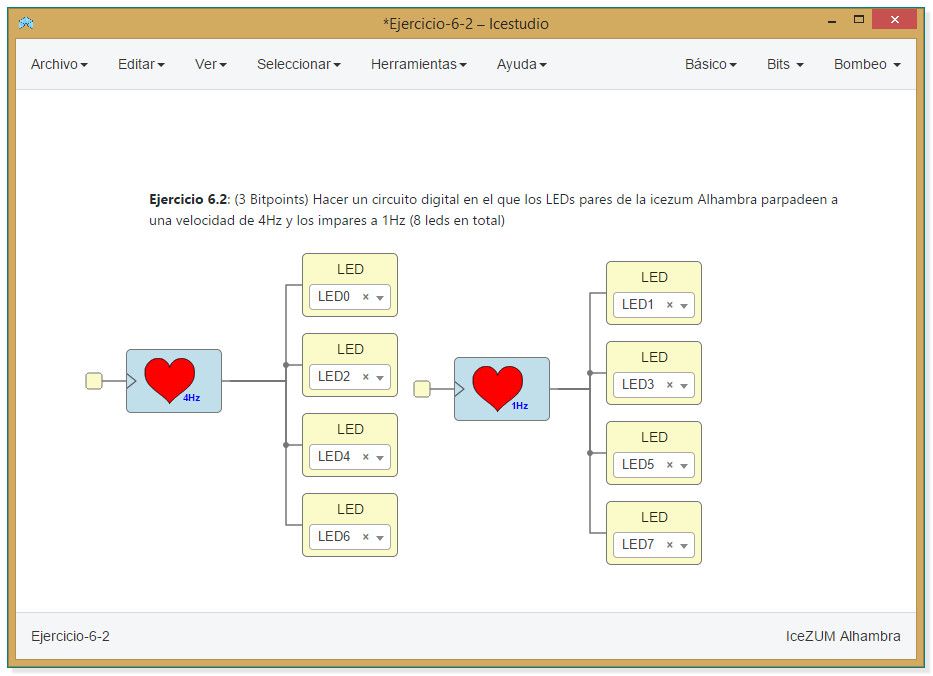 *Ejercicio-6-2 – Icestudio
Archivo Editar Ver Seleccionar Herramientas Ayuda Básico Bits Bombeo
Ejercicio 6.2: (3 Bitpoints) Hacer un circuito digital en el que los LEDs pares de la icezum Alhambra parpadeen a
una velocidad de 4Hz y los impares a 1Hz (8 leds en total)
4Hz
LED
LED0 ×
LED
LED2 ×
LED
LED4 ×
LED
LED6 ×
1Hz
LED
LED1 ×
LED
LED3 ×
LED
LED5 ×
LED
LED7 ×
Ejercicio-6-2 IceZUM Alhambra